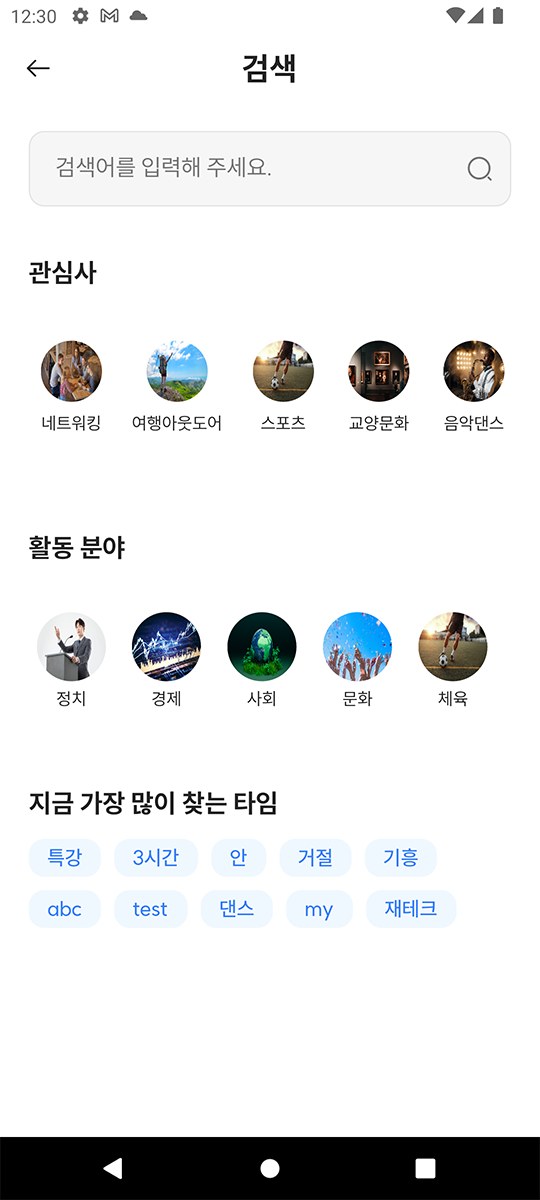 12:30
검색
검색어를 입력해 주세요.
관심사
네트워킹 여행아웃도어 스포츠 교양문화 음악댄스
활동 분야
정치 경제 사회 문화 체육
지금 가장 많이 찾는 타임
특강 3시간 안 거절 기흥
abc test 댄스 my 재테크